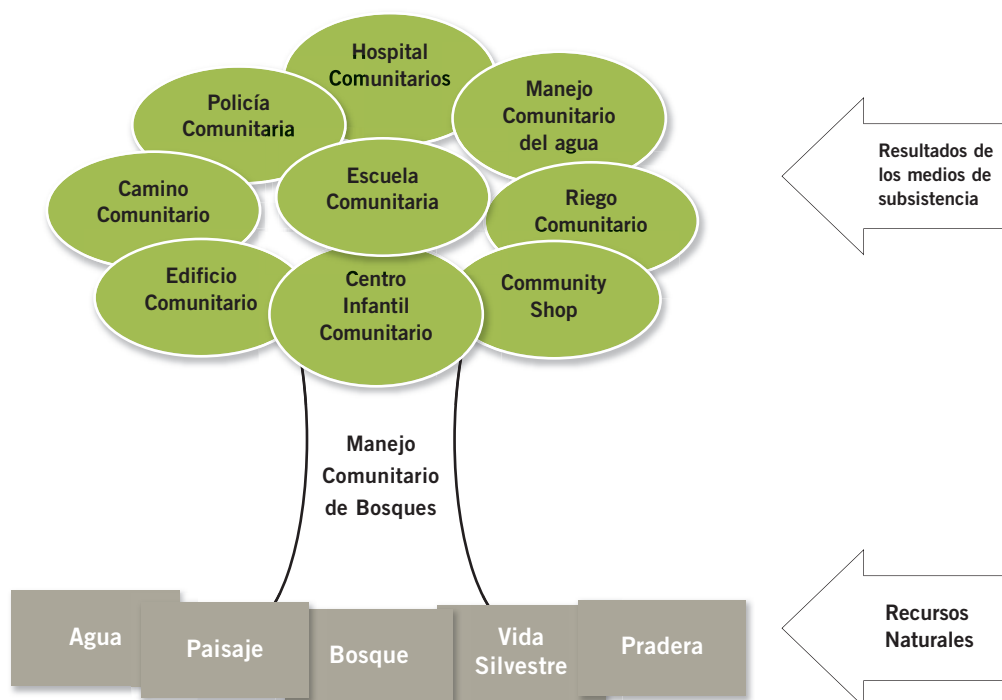 Hospital
Comunitarios
Policía
Comunitaria
Manejo
Comunitario
del agua
Camino
Comunitario
Escuela
Comunitaria
Riego
Comunitario
Edificio
Comunitario
Centro
Infantil
Comunitario
Community
Shop
Resultados de
los medios de
subsistencia
Manejo
Comunitario
de Bosques
Agua
Paisaje
Bosque
Vida
Silvestre
Pradera
Recursos
Naturales